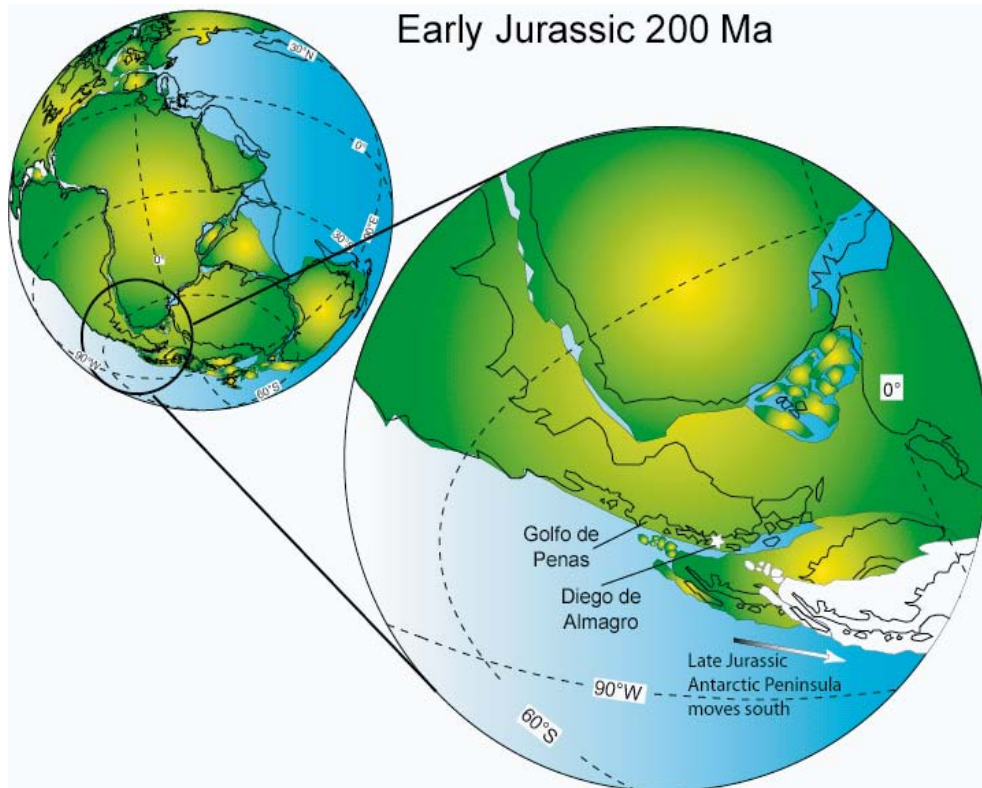 Early Jurassic 200 Ma
30°N
0°
90°E
30°S
0°
90°W
60°S
0°
Golfo de
Penas
Diego de
Almagro
Late Jurassic
Antarctic Peninsula
moves south
90°W
60°S